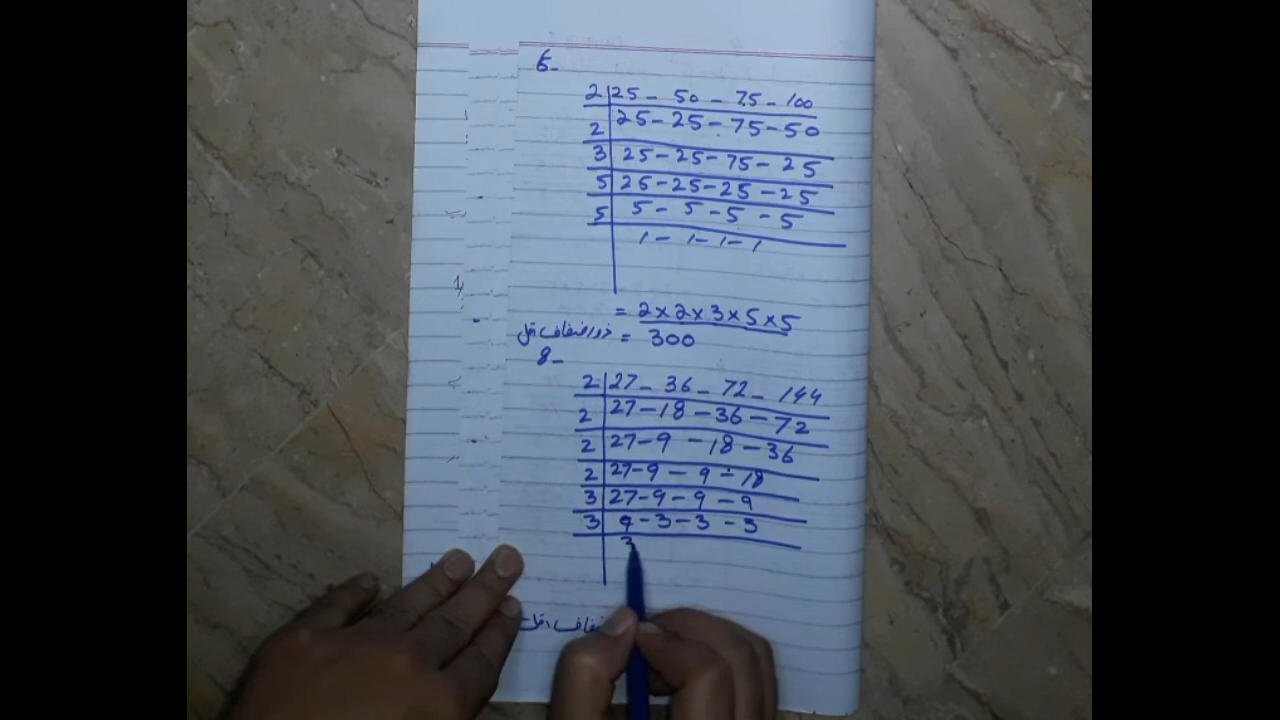 6-
2 | 25 - 50 - 75 - 100
2 | 25 - 25 - 75 - 50
3 | 25 - 25 - 75 - 25
5 | 25 - 25 - 25 - 25
5 | 5 - 5 - 5 - 5
1 - 1 - 1 - 1
= 2×2×3×5×5
ذواضعاف اقل = 300
8-
2 | 27 - 36 - 72 - 144
2 | 27 - 18 - 36 - 72
2 | 27 - 9 - 18 - 36
2 | 27 - 9 - 9 - 18
3 | 27 - 9 - 9 - 9
3 | 9 - 3 - 3 - 3
3
اقل